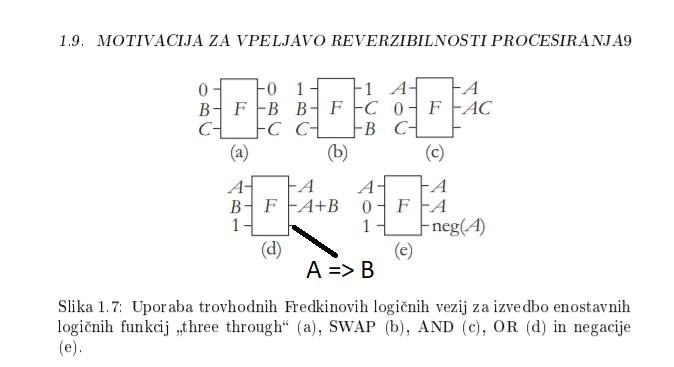 1.9. MOTIVACIJA ZA VPELJAVO REVERZIBILNOSTI PROCESIRANJA9
0 0 1 1 A A
B F B B F C 0 F AC
C C C B C
(a) (b) (c)
A A A A
B F A+B 0 F A
1 1 neg(A)
(d) (e)
A => B
Slika 1.7: Uporaba trovhodnih Fredkinovih logičnih vezij za izvedbo enostavnih
logičnih funkcij „three through“ (a), SWAP (b), AND (c), OR (d) in negacije
(e).